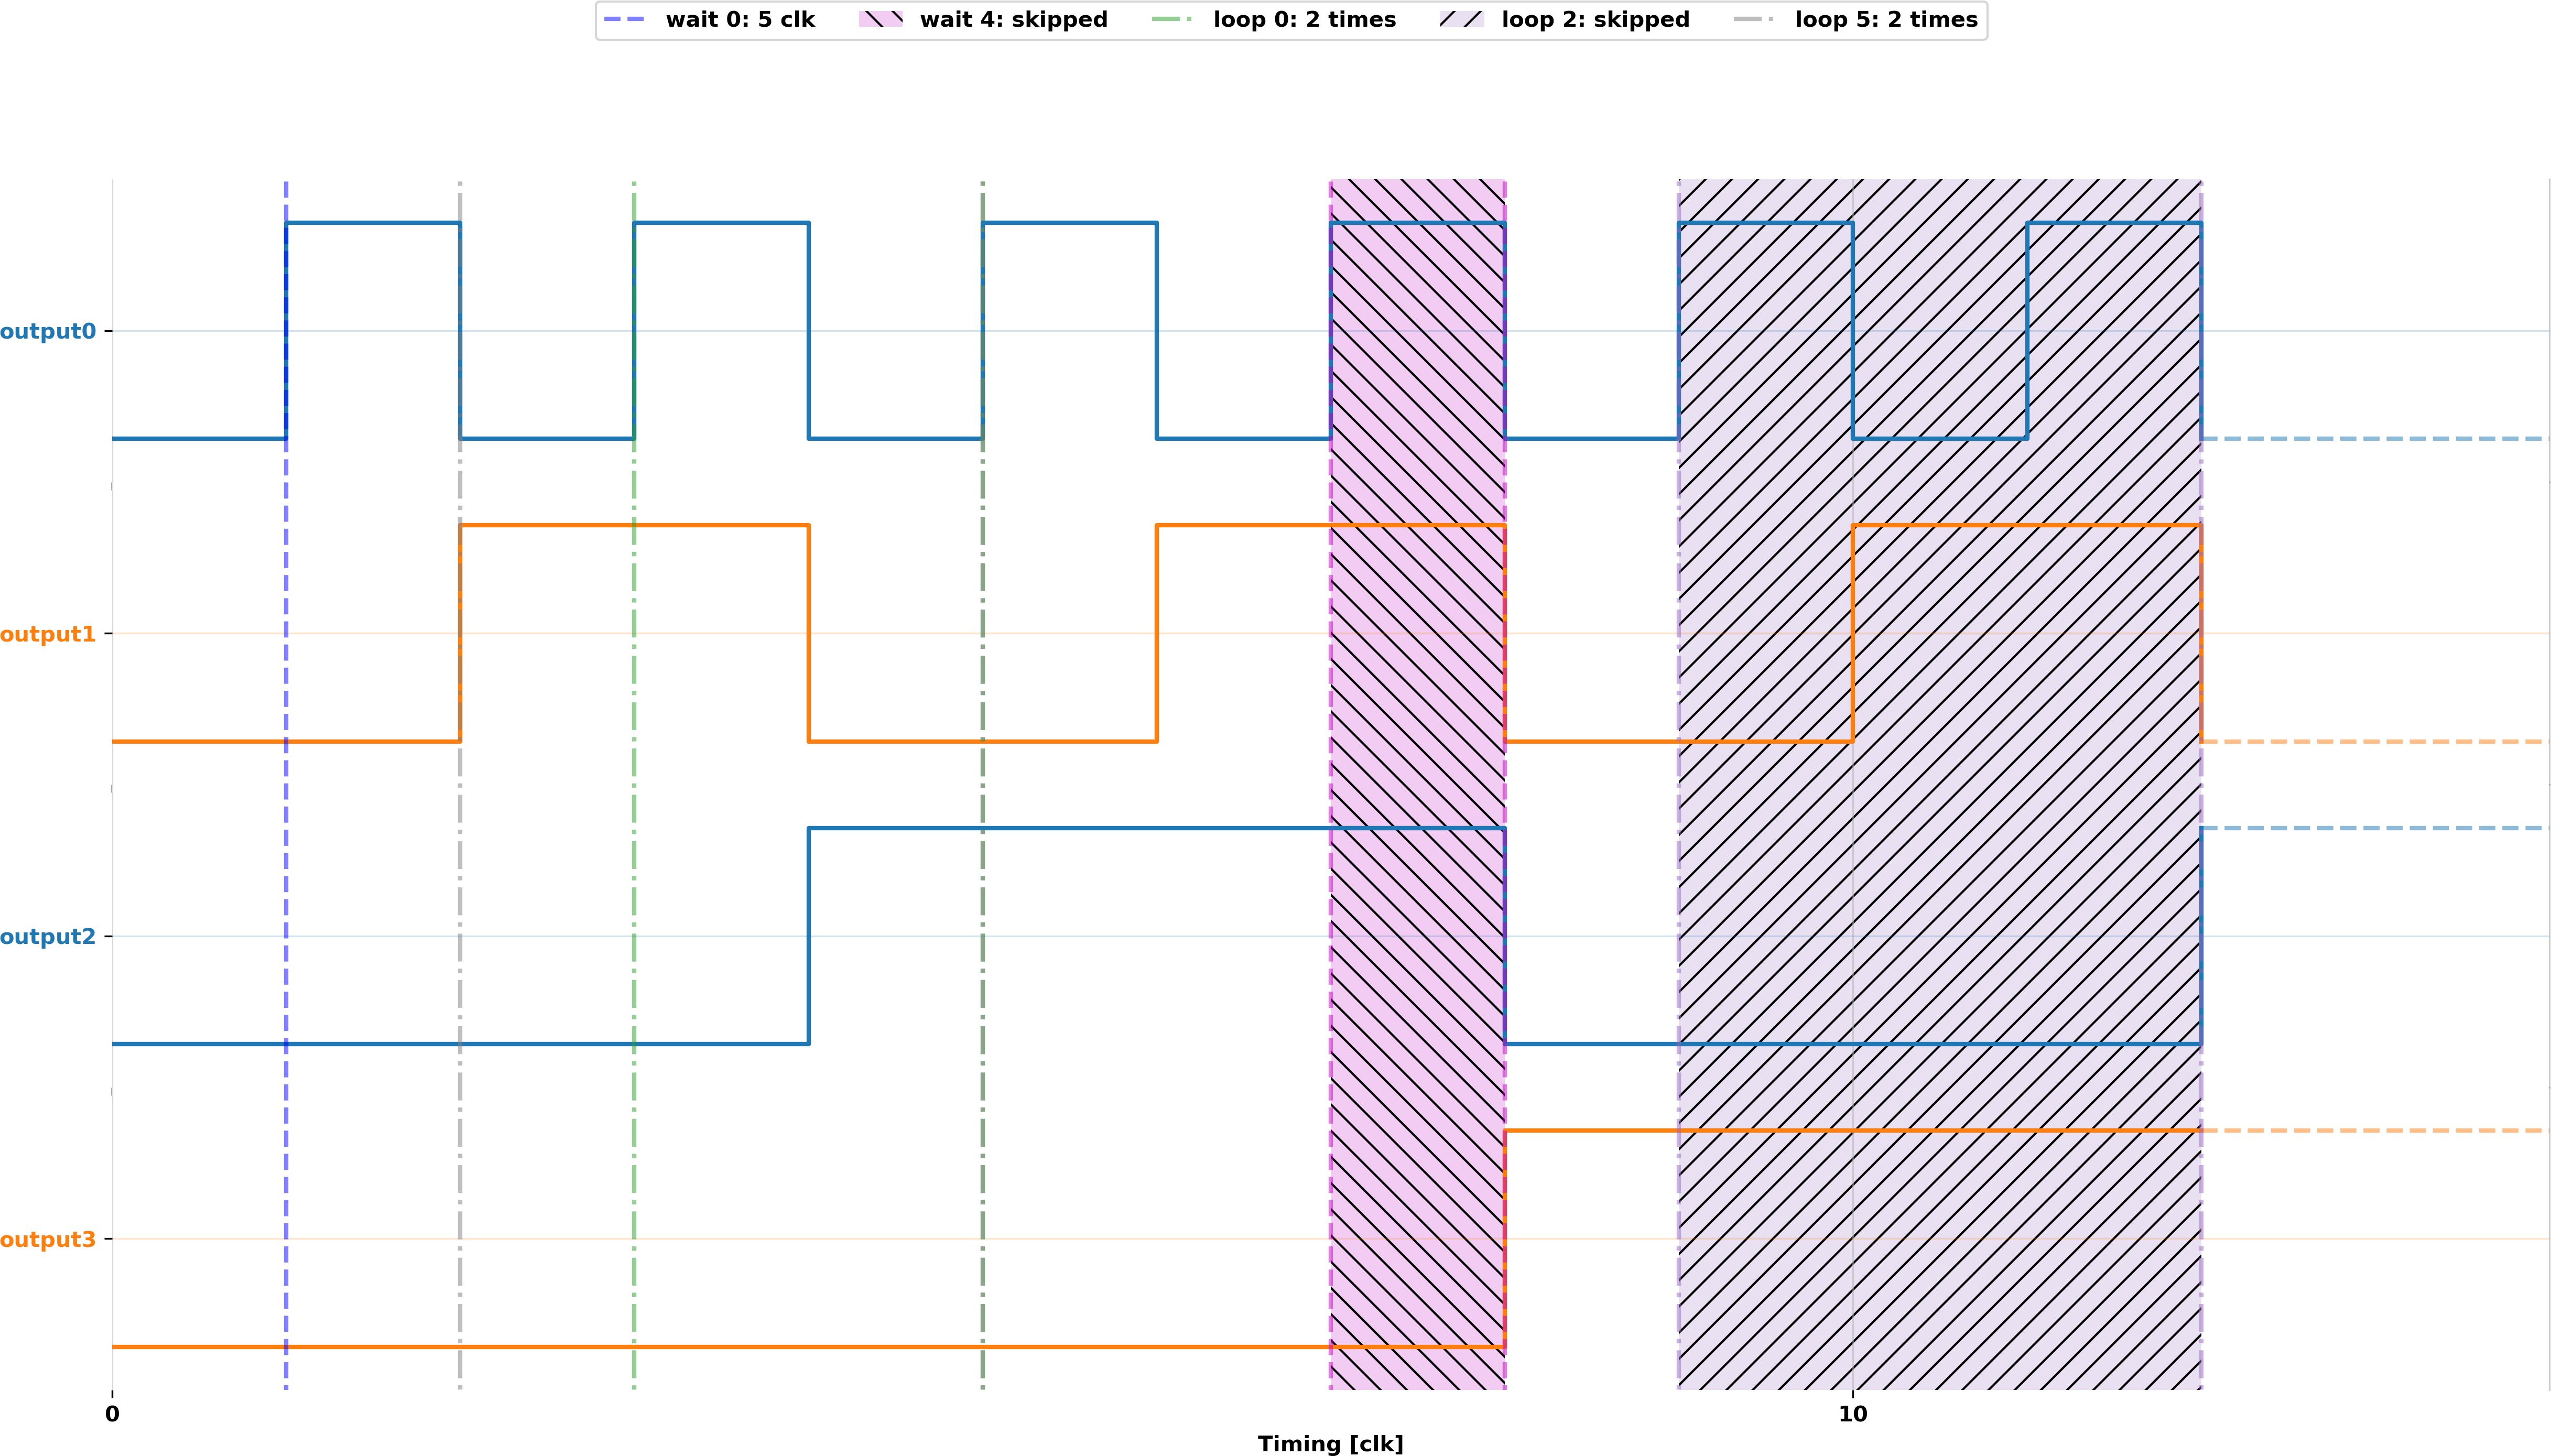 wait 0: 5 clk wait 4: skipped loop 0: 2 times loop 2: skipped loop 5: 2 times
output0
output1
output2
output3
0 10
Timing [clk]